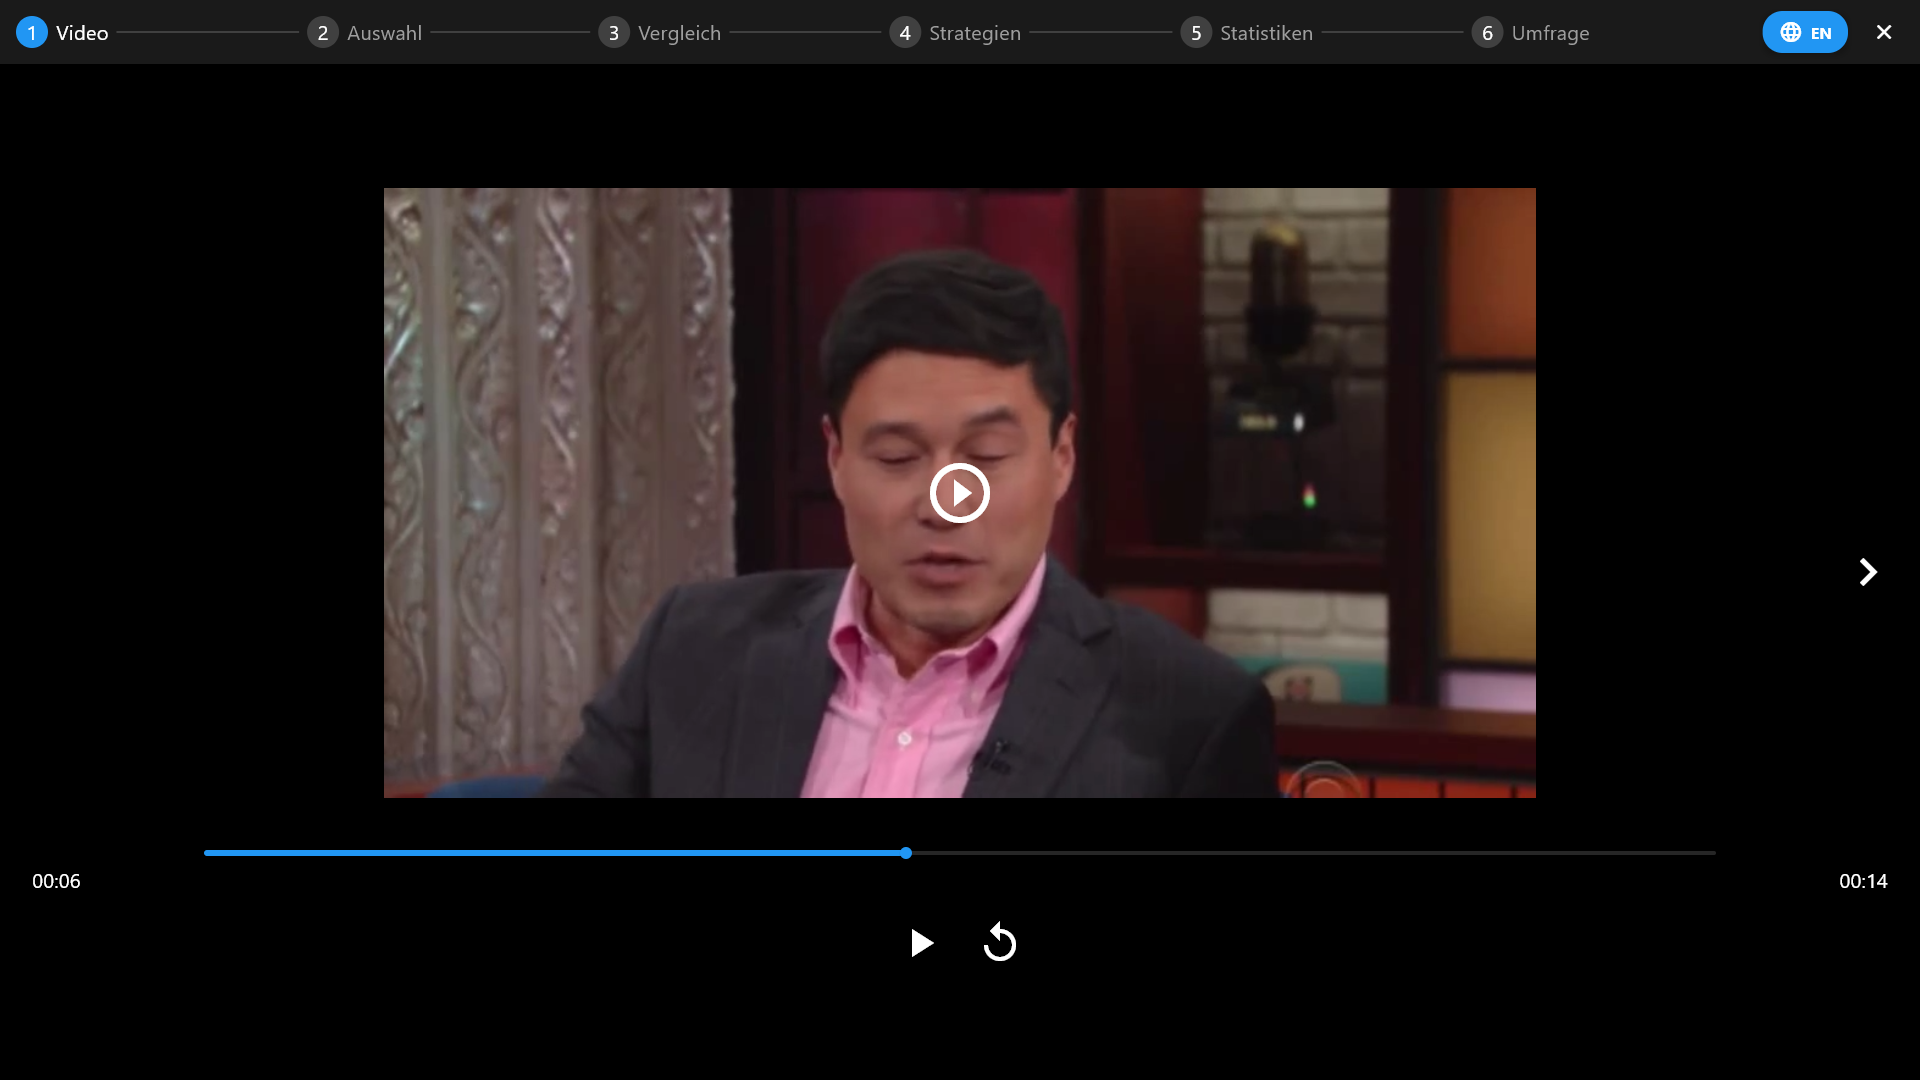 1 Video 2 Auswahl 3 Vergleich 4 Strategien 5 Statistiken 6 Umfrage EN
00:06 00:14